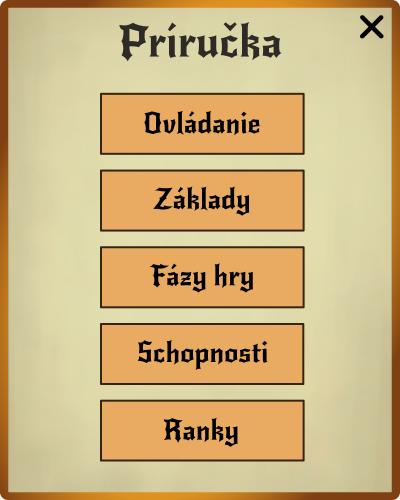 Príručka
Ovládanie
Základy
Fázy hry
Schopnosti
Ranky